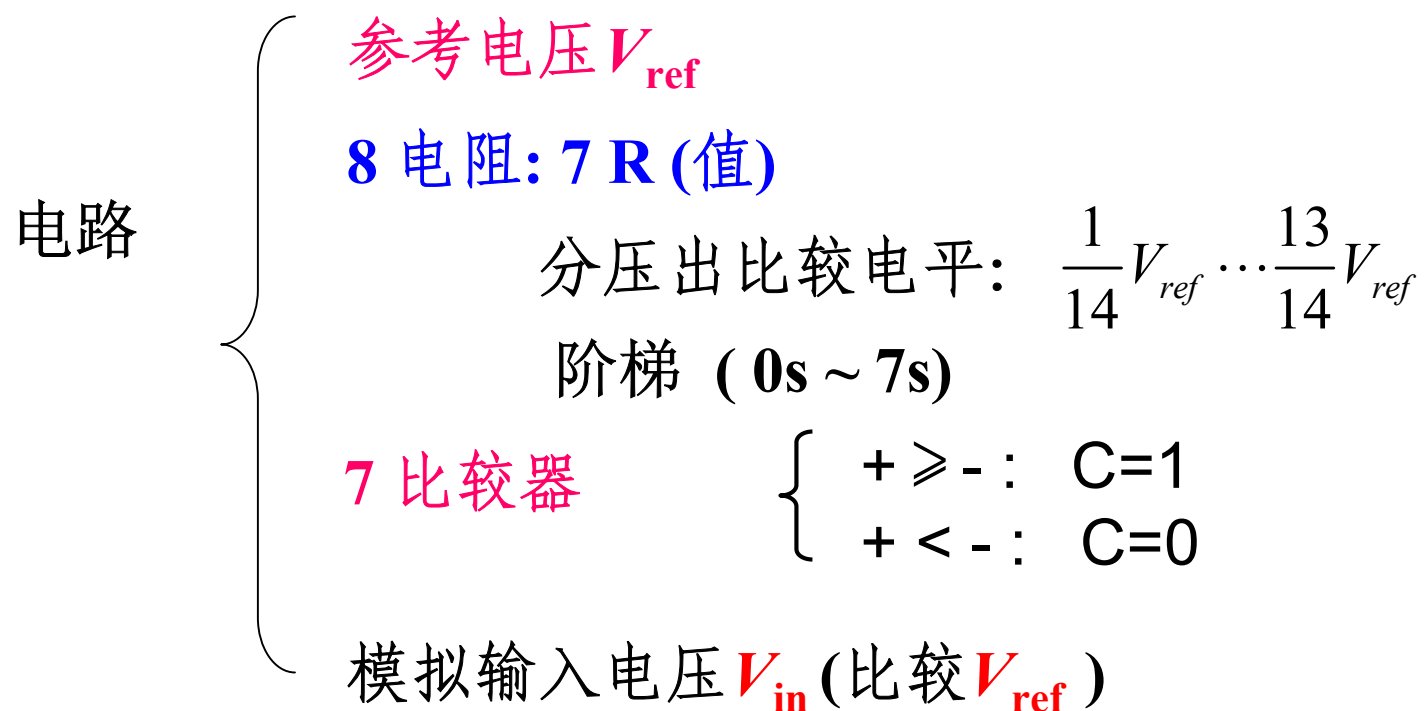 参考电压Vref
8 电阻: 7 R (值)
电路
分压出比较电平: 1/14 Vref ⋯ 13/14 Vref
阶梯 ( 0s ~ 7s)
7 比较器
+ ⩾ - : C=1
+ < - : C=0
模拟输入电压Vin (比较Vref )